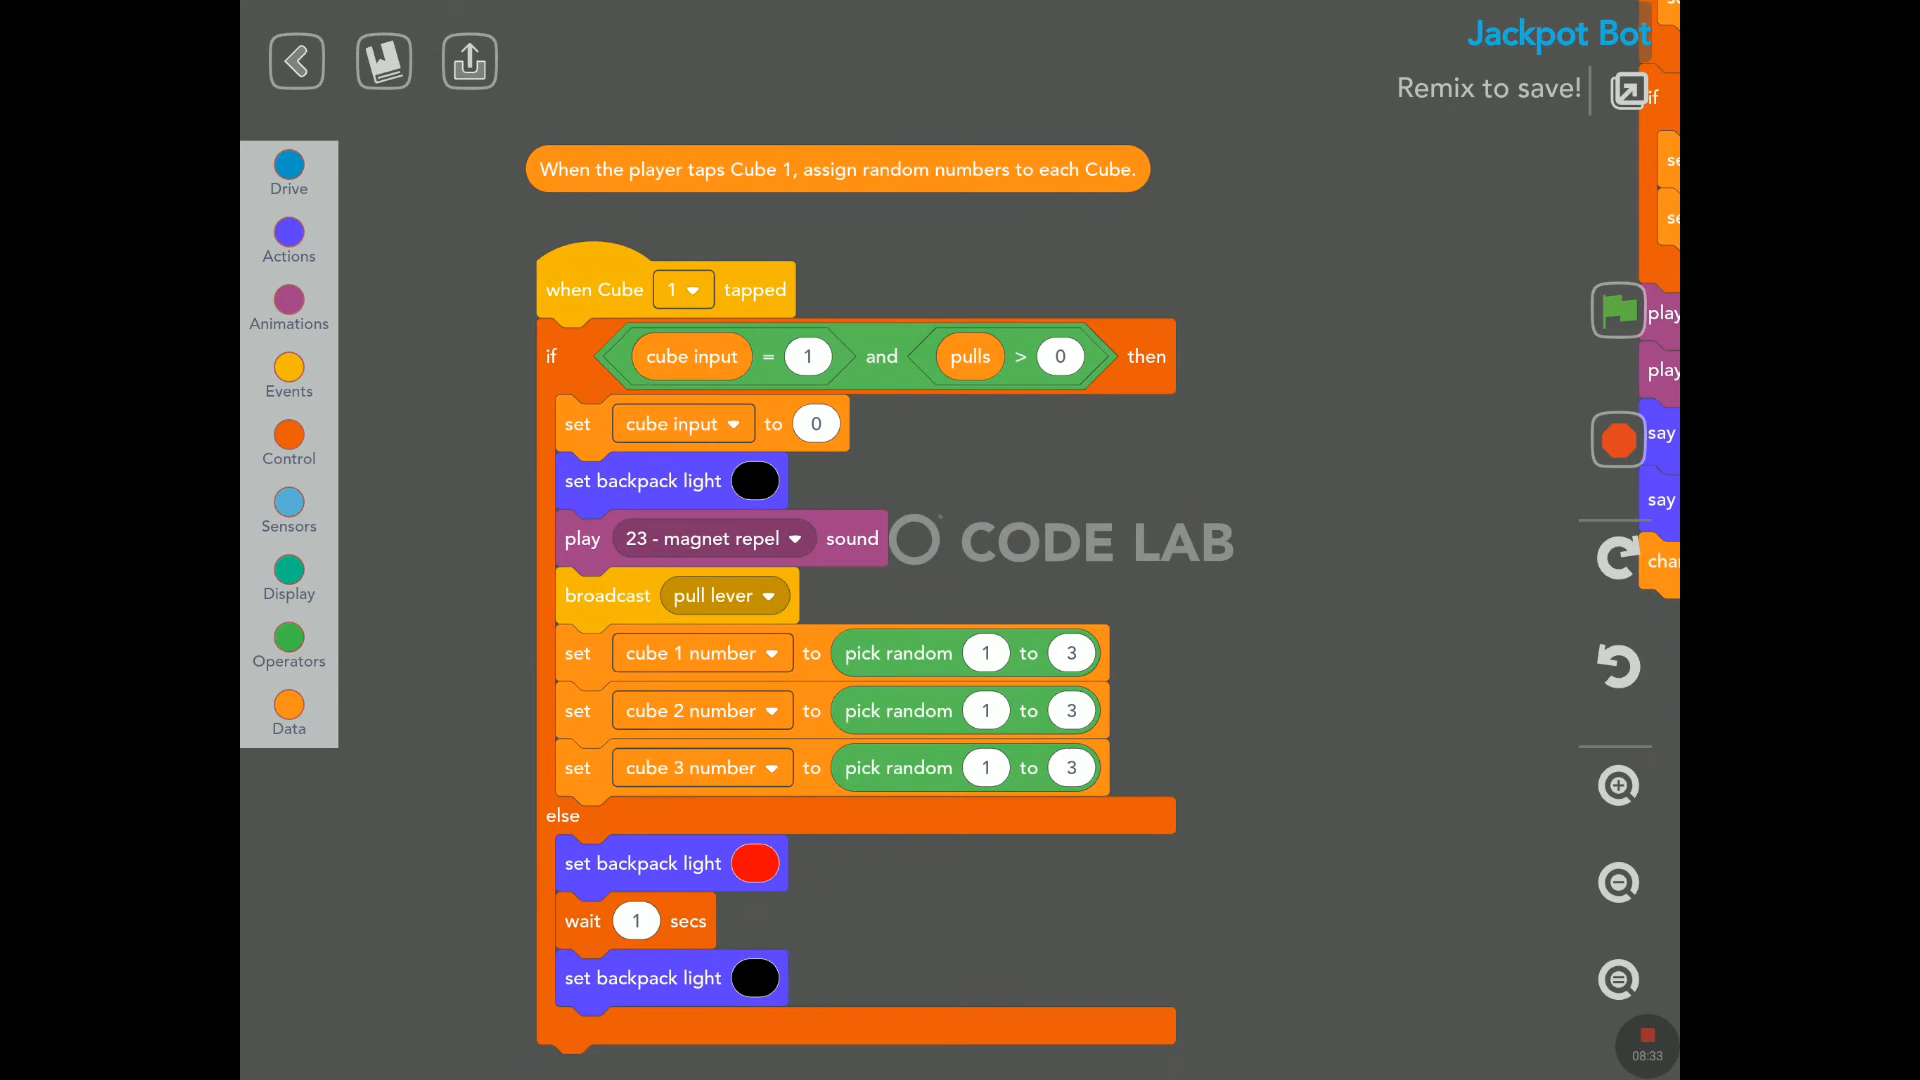 Jackpot Bot
Remix to save!
if
Drive
Actions
Animations
Events
Control
Sensors
Display
Operators
Data
When the player taps Cube 1, assign random numbers to each Cube.
when Cube 1 tapped
if cube input = 1 and pulls > 0 then
set cube input to 0
set backpack light
play 23 - magnet repel sound
broadcast pull lever
set cube 1 number to pick random 1 to 3
set cube 2 number to pick random 1 to 3
set cube 3 number to pick random 1 to 3
else
set backpack light
wait 1 secs
set backpack light
CODE LAB
se
se
play
play
say
say
cha
08:33